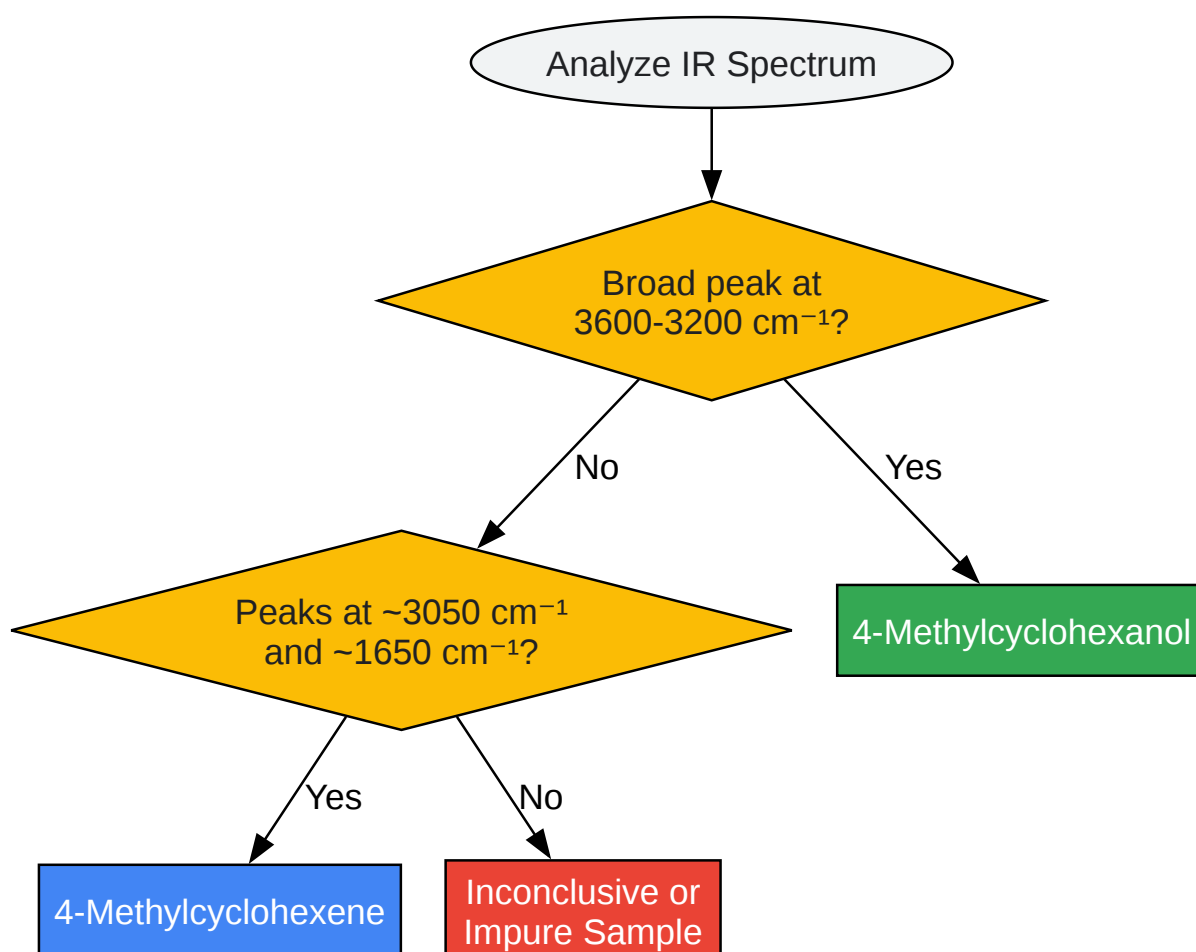 Analyze IR Spectrum
Broad peak at
3600-3200 cm⁻¹?
No
Yes
Peaks at ~3050 cm⁻¹
and ~1650 cm⁻¹?
4-Methylcyclohexanol
Yes
No
4-Methylcyclohexene
Inconclusive or
Impure Sample